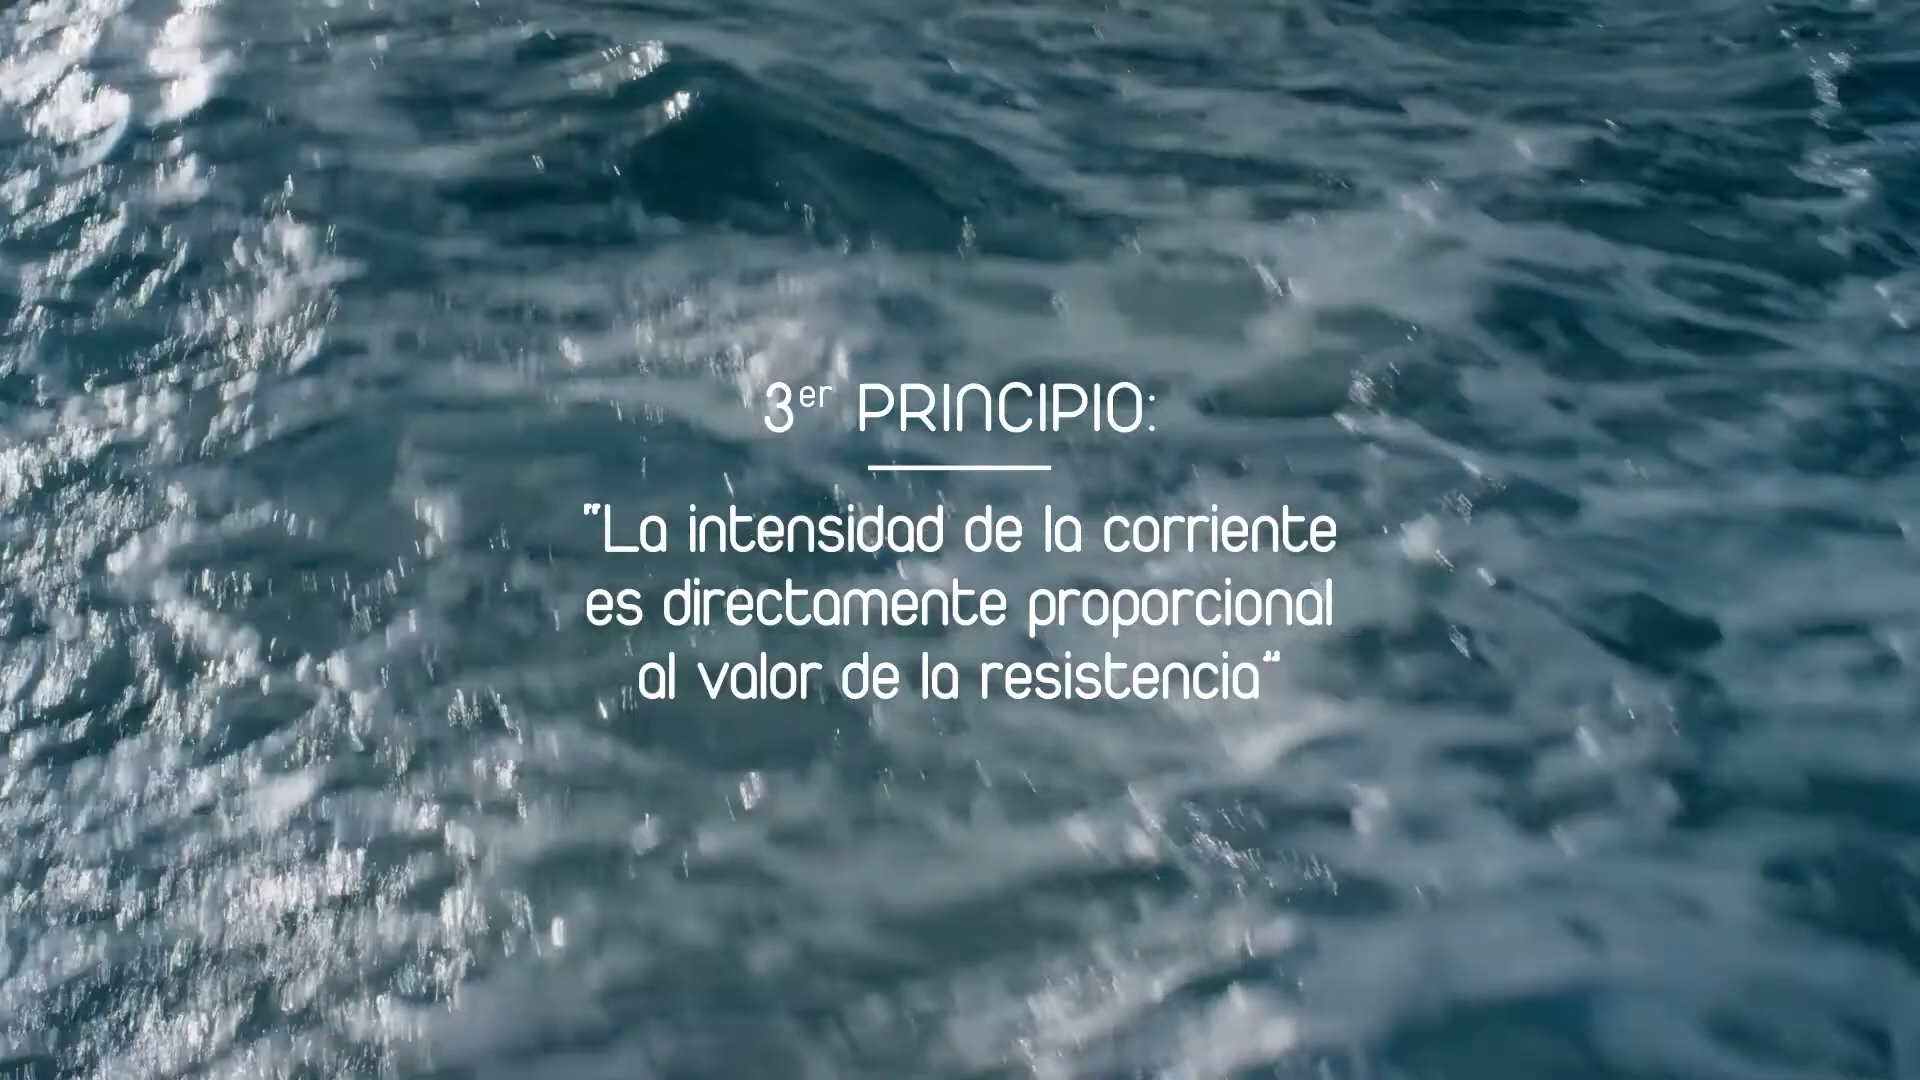 3er PRINCIPIO:
"La intensidad de la corriente
es directamente proporcional
al valor de la resistencia"